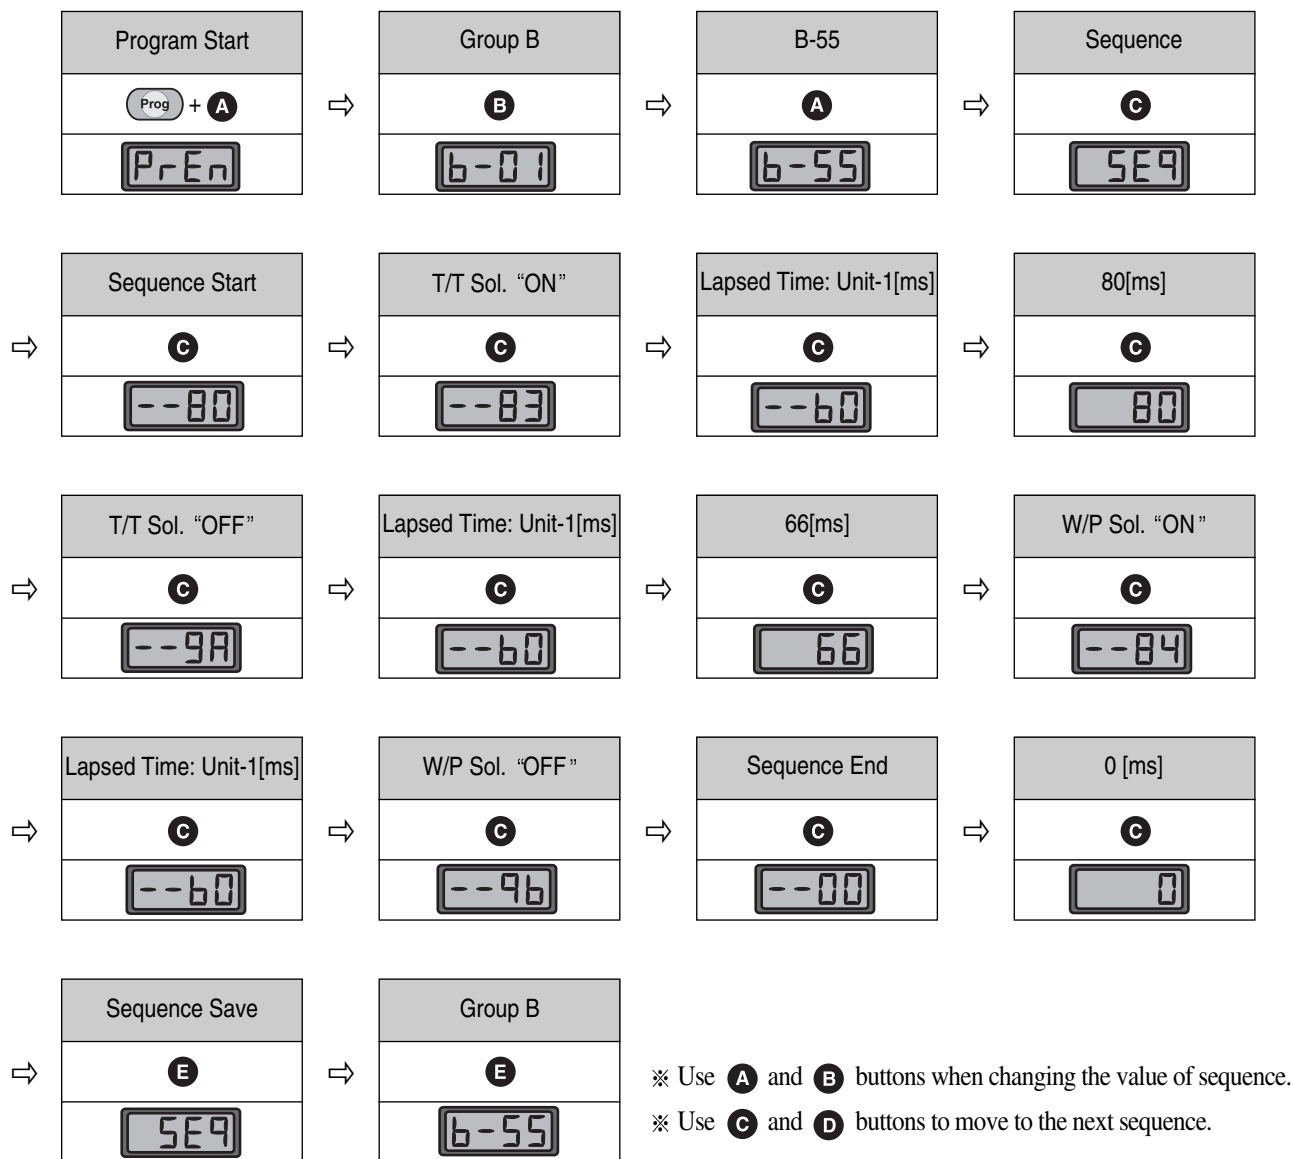 Program Start
Prog + A
PrEn
⇨
Group B
B
b-01
⇨
B-55
A
b-55
⇨
Sequence
C
SEq
⇨
Sequence Start
C
--80
⇨
T/T Sol. “ON”
C
--83
⇨
Lapsed Time: Unit-1[ms]
C
--b0
⇨
80[ms]
C
80
⇨
T/T Sol. “OFF”
C
--9A
⇨
Lapsed Time: Unit-1[ms]
C
--b0
⇨
66[ms]
C
66
⇨
W/P Sol. “ON”
C
--84
⇨
Lapsed Time: Unit-1[ms]
C
--b0
⇨
W/P Sol. “OFF”
C
--9b
⇨
Sequence End
C
--00
⇨
0 [ms]
C
0
⇨
Sequence Save
E
SEq
⇨
Group B
E
b-55
※ Use A and B buttons when changing the value of sequence.
※ Use C and D buttons to move to the next sequence.